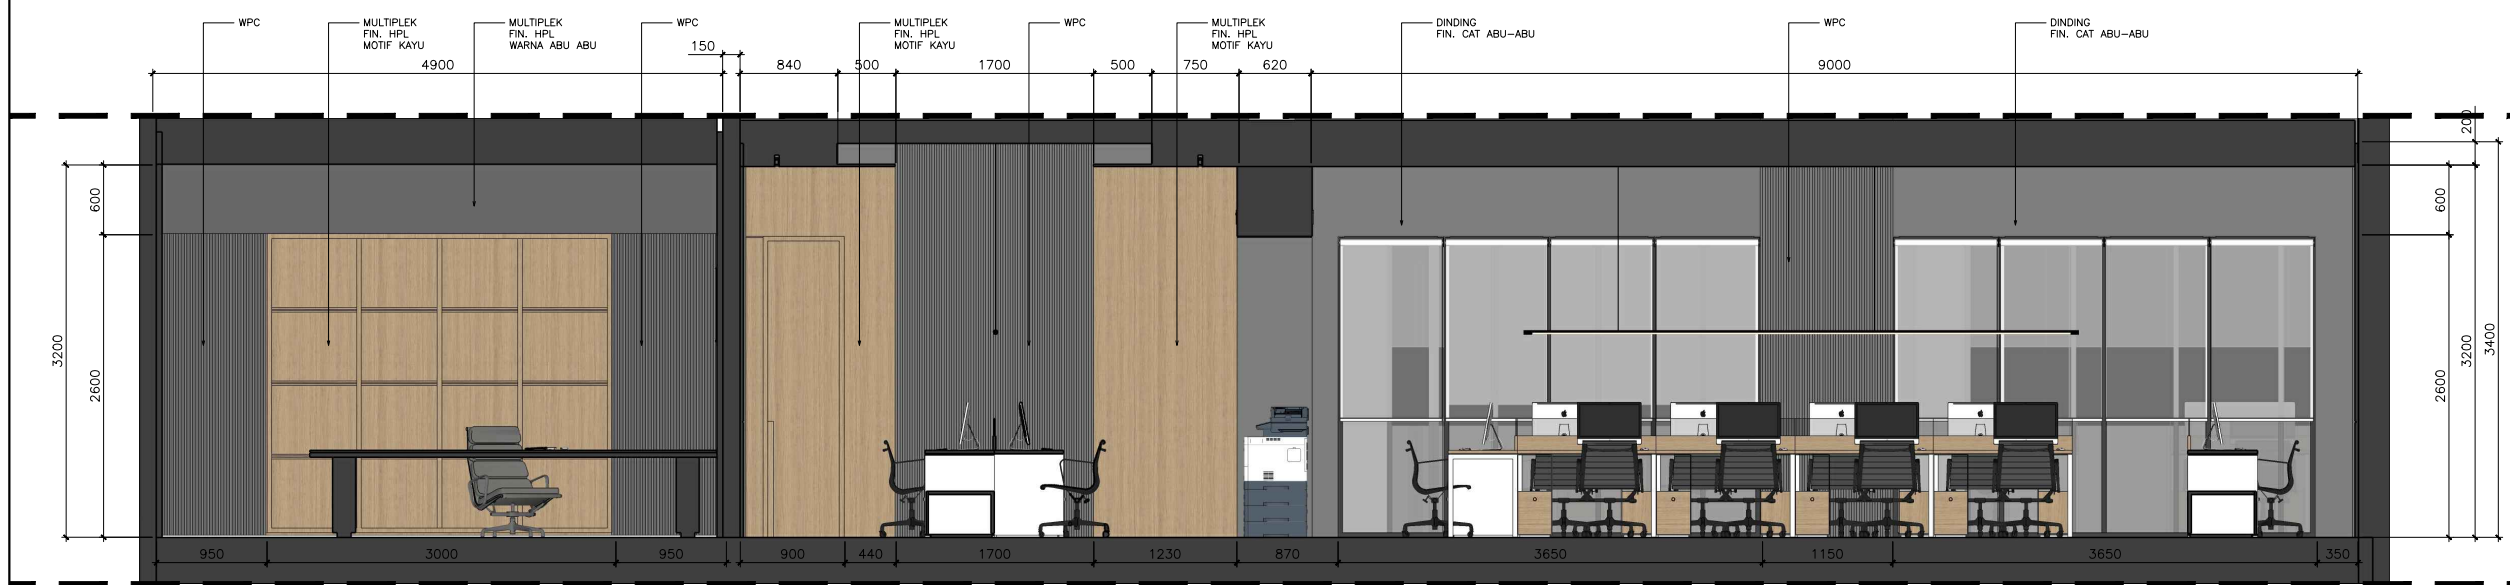 WPC
MULTIPLEK
FIN. HPL
MOTIF KAYU
MULTIPLEK
FIN. HPL
WARNA ABU ABU
WPC
MULTIPLEK
FIN. HPL
MOTIF KAYU
WPC
MULTIPLEK
FIN. HPL
MOTIF KAYU
DINDING
FIN. CAT ABU-ABU
WPC
DINDING
FIN. CAT ABU-ABU
4900
150
840
500
1700
500
750
620
9000
200
600
3200
2600
600
2600
3200
3400
950
3000
950
900
440
1700
1230
870
3650
1150
3650
350